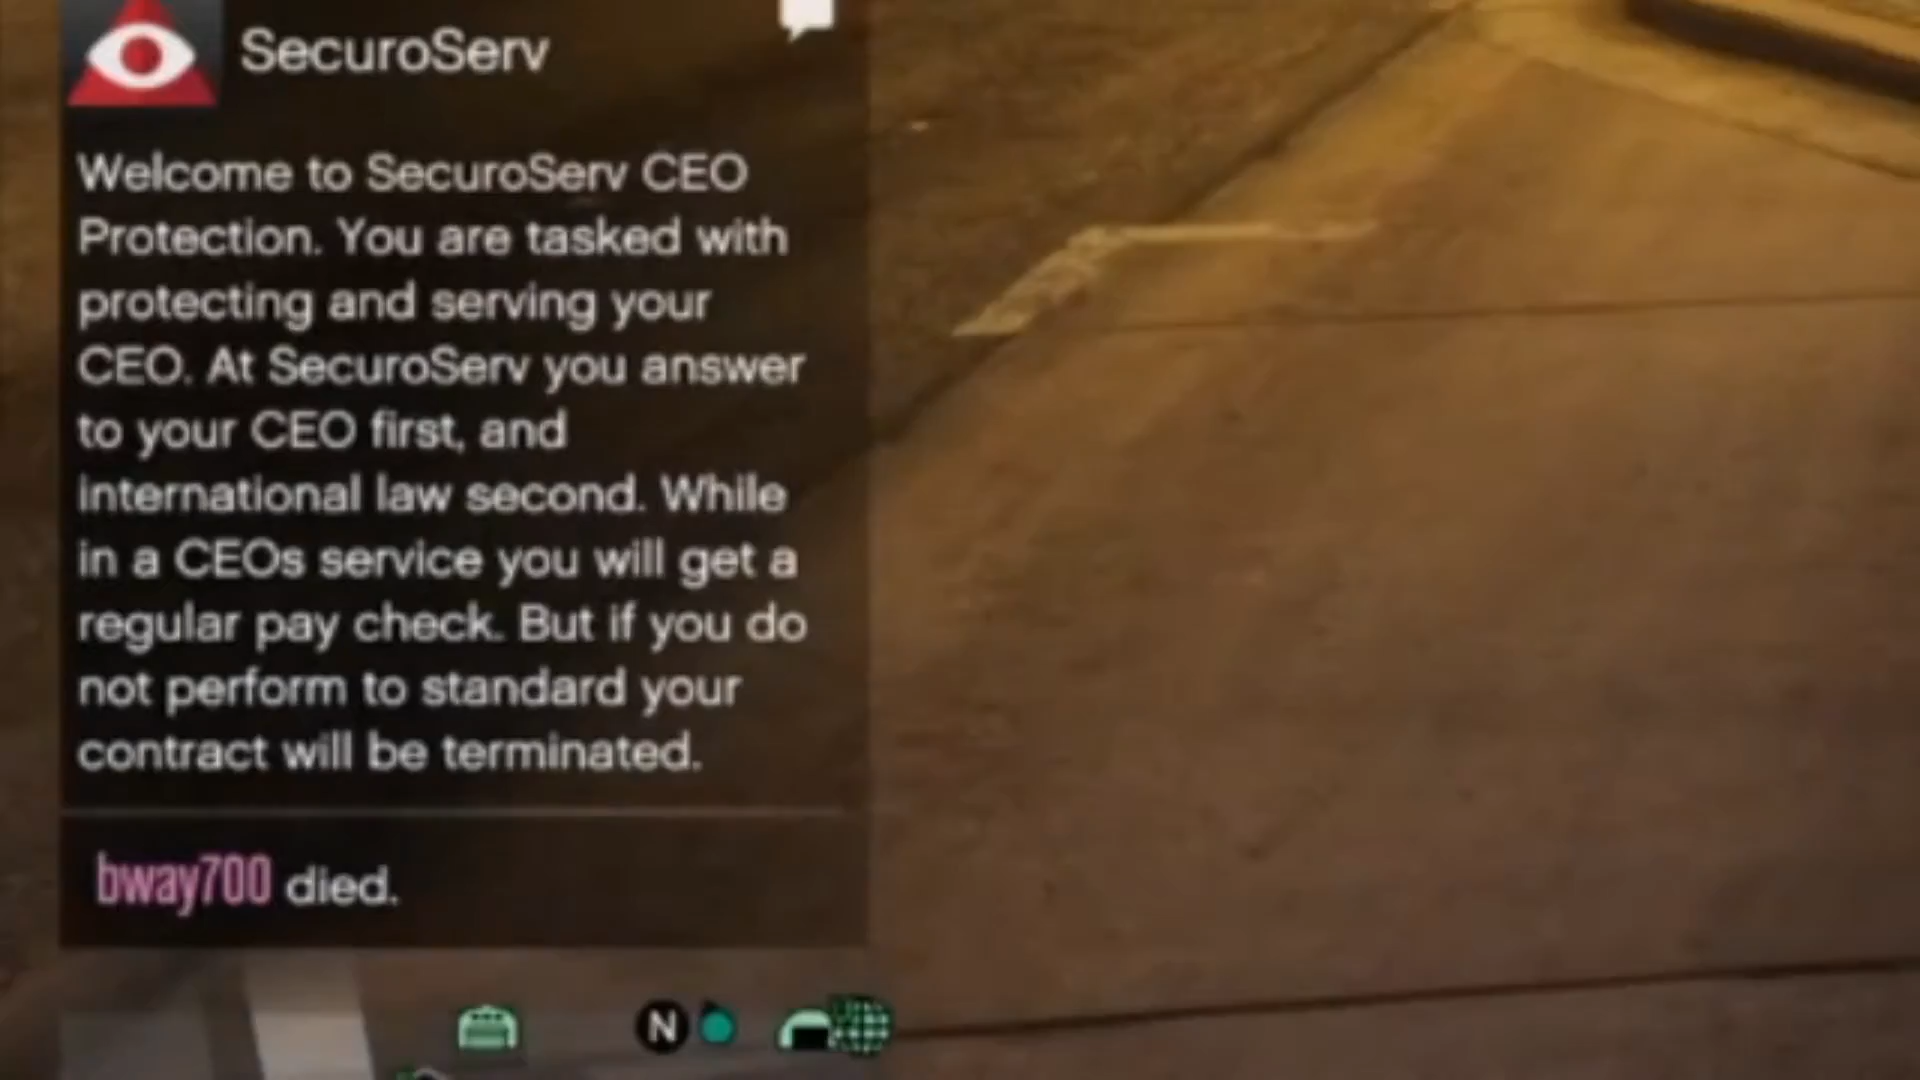 SecuroServ
Welcome to SecuroServ CEO
Protection. You are tasked with
protecting and serving your
CEO. At SecuroServ you answer
to your CEO first, and
international law second. While
in a CEOs service you will get a
regular pay check. But if you do
not perform to standard your
contract will be terminated.
bway700 died.
N